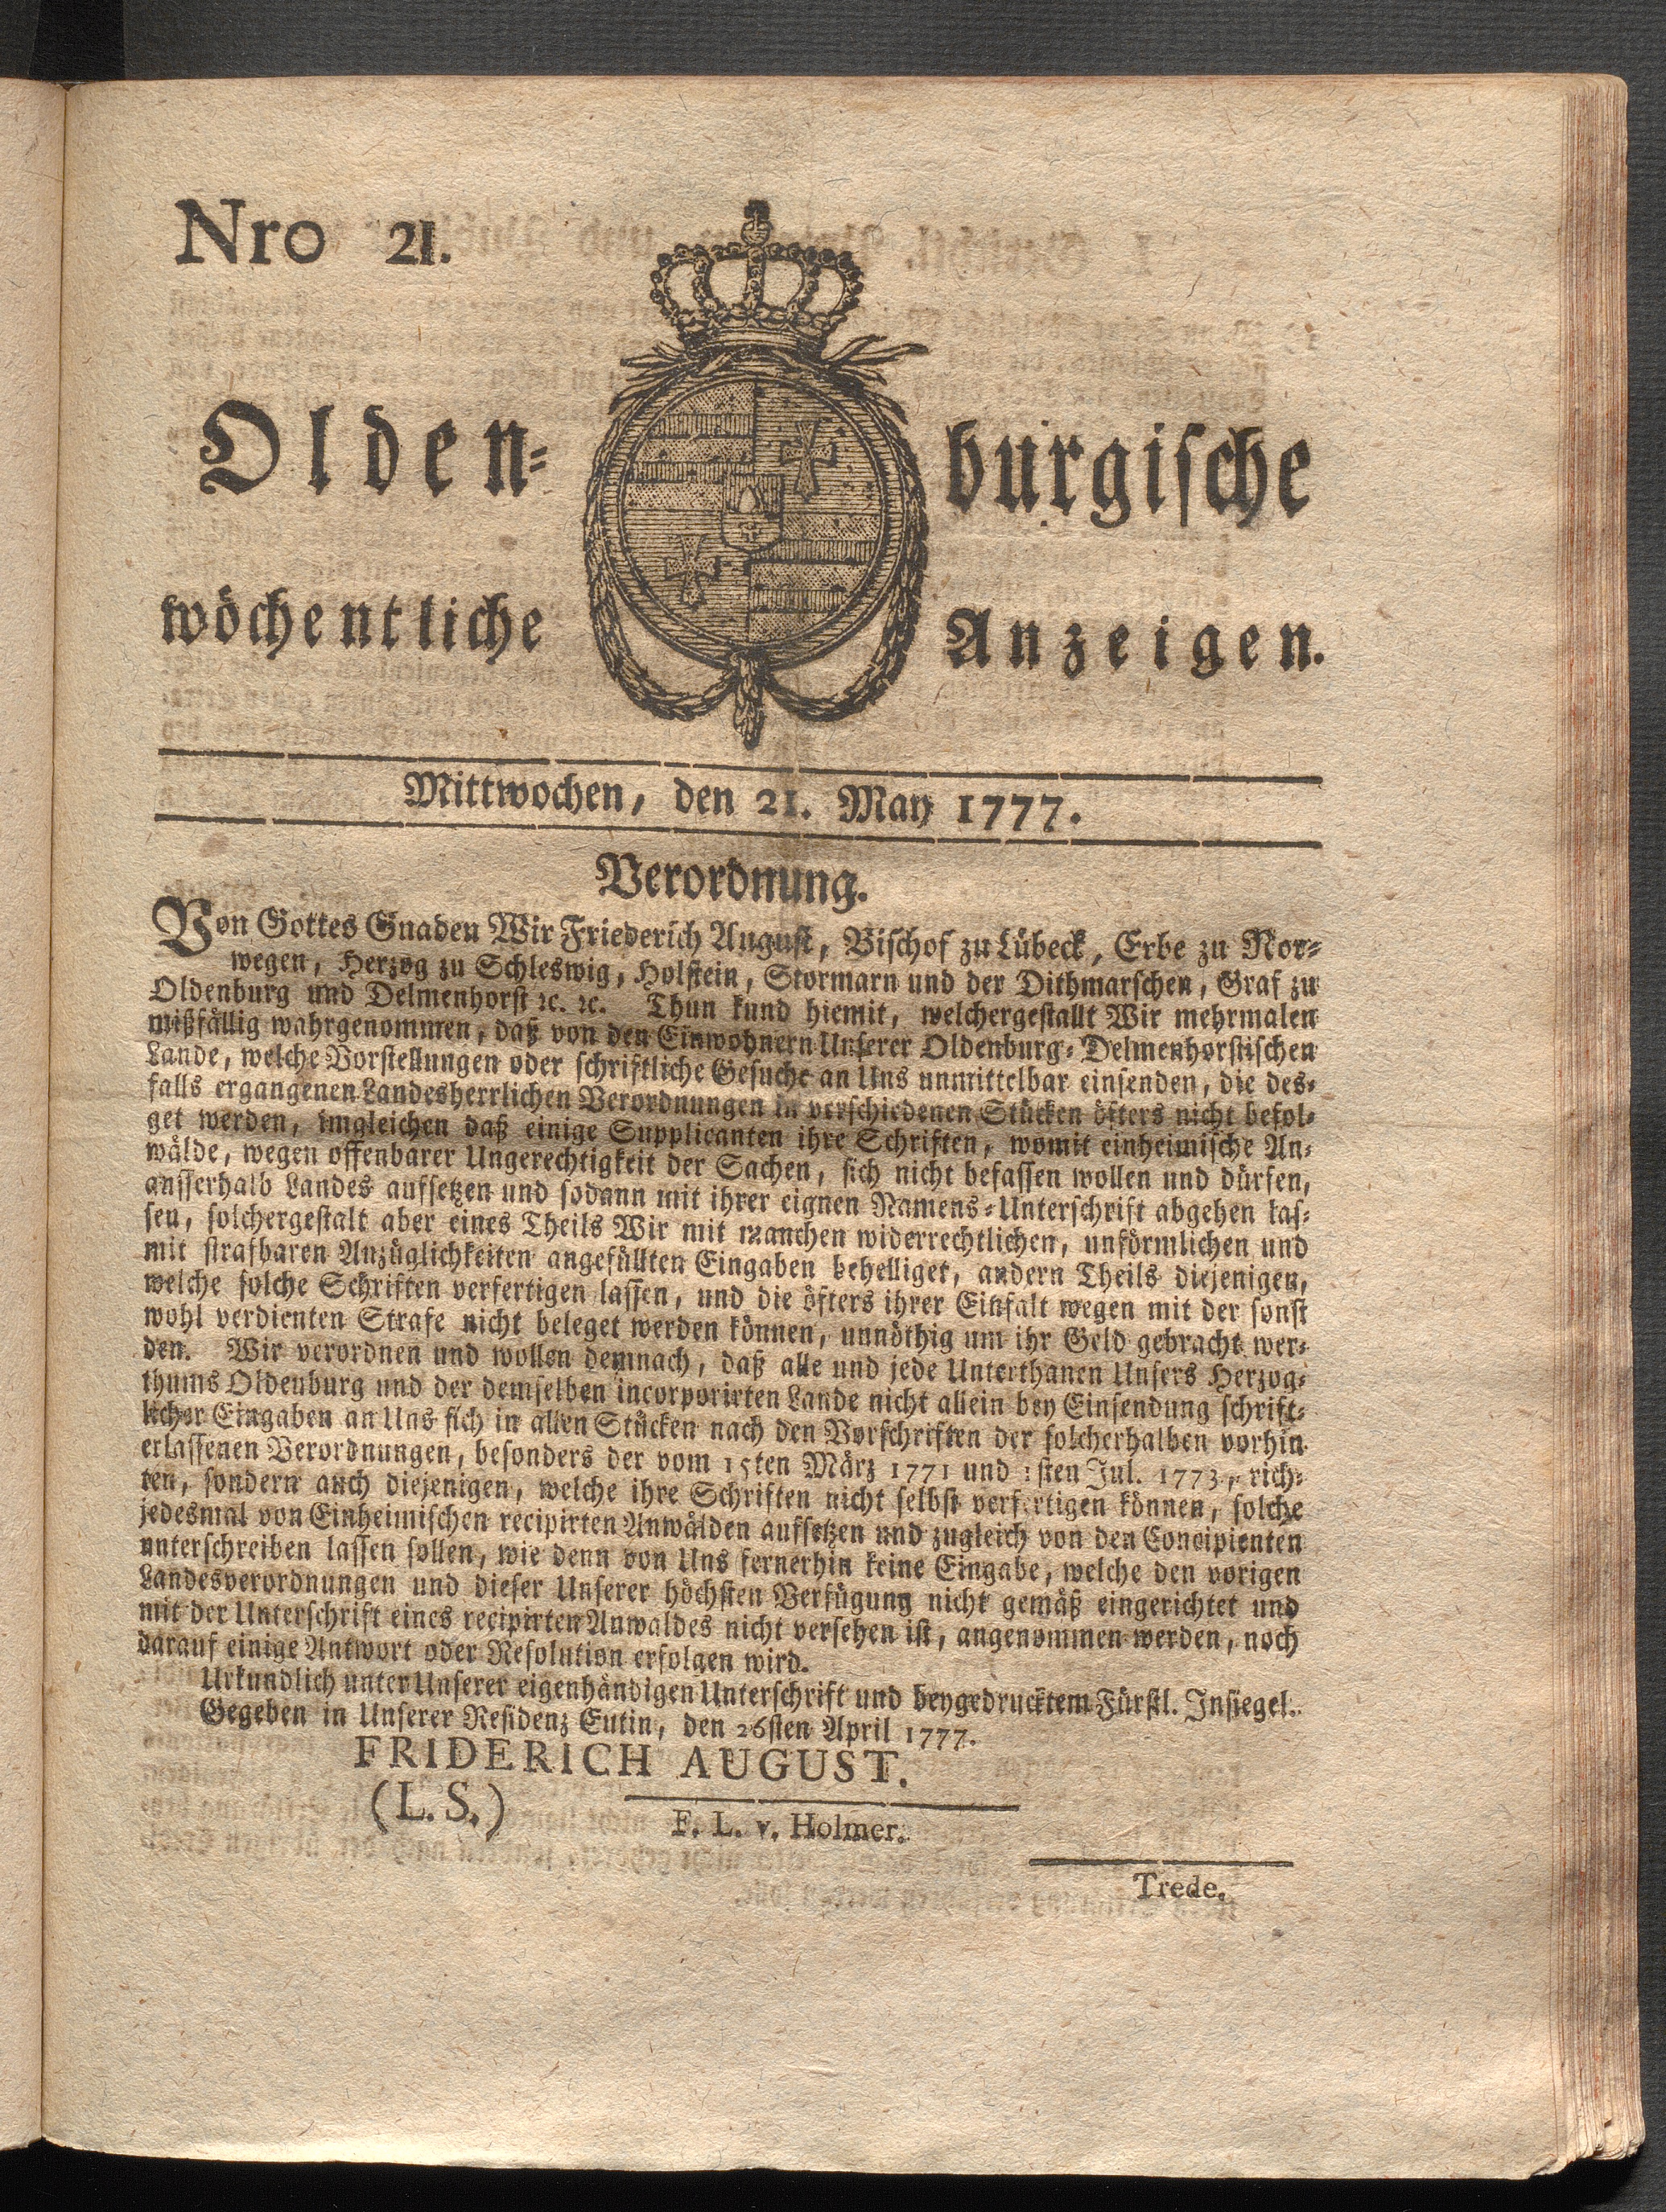 Nro 21.
Olden= burgische
wöchentliche Anzeigen.
Mittwochen, den 21. May 1777.
Verordnung.
Von Gottes Gnaden Wir Friederich August, Bischof zu Lübeck, Erbe zu Nor=
wegen, Herzog zu Schleswig, Holstein, Stormarn und der Dithmarschen, Graf zu
Oldenburg und Delmenhorst ꝛc. ꝛc. Thun kund hiemit, welchergestallt Wir mehrmalen
mißfällig wahrgenommen, daß von den Einwohnern Unserer Oldenburg= Delmenhorstischen
Lande, welche Vorstellungen oder schriftliche Gesuche an Uns unmittelbar einsenden, die des=
falls ergangenen Landesherrlichen Verordnungen in verschiedenen Stücken öfters nicht befol=
get werden, imgleichen daß einige Supplicanten ihre Schriften, womit einheimische An=
wälde, wegen offenbarer Ungerechtigkeit der Sachen, sich nicht befassen wollen und dürfen,
ausserhalb Landes aufsetzen und sodann mit ihrer eignen Namens=Unterschrift abgehen las=
sen, solchergestalt aber eines Theils Wir mit manchen widerrechtlichen, unförmlichen und
mit strafbaren Anzüglichkeiten angefüllten Eingaben behelliget, andern Theils diejenigen,
welche solche Schriften verfertigen lassen, und die öfters ihrer Einfalt wegen mit der sonst
wohl verdienten Strafe nicht beleget werden können, unnöthig um ihr Geld gebracht wer=
den. Wir verordnen und wollen demnach, daß alle und jede Unterthanen Unsers Herzog=
thums Oldenburg und der demselben incorporirten Lande nicht allein bey Einsendung schrift=
licher Eingaben an Uns sich in allen Stücken nach den Vorschriften der solcherhalben vorhin
erlassenen Verordnungen, besonders der vom 15ten März 1771 und 1sten Jul. 1773, rich=
ten, sondern auch diejenigen, welche ihre Schriften nicht selbst verfertigen können, solche
jedesmal von Einheimischen recipirten Anwälden aufsetzen und zugleich von den Concipienten
unterschreiben lassen sollen, wie denn von Uns fernerhin keine Eingabe, welche den vorigen
Landesverordnungen und dieser Unserer höchsten Verfügung nicht gemäß eingerichtet und
mit der Unterschrift eines recipirten Anwaldes nicht versehen ist, angenommen werden, noch
darauf einige Antwort oder Resolution erfolgen wird.
Urkundlich unter Unserer eigenhändigen Unterschrift und beygedrucktem Fürstl. Insiegel.
Gegeben in Unserer Residenz Eutin, den 26sten April 1777.
FRIDERICH AUGUST.
(L. S.)
F. L. v. Holmer.
Trede.